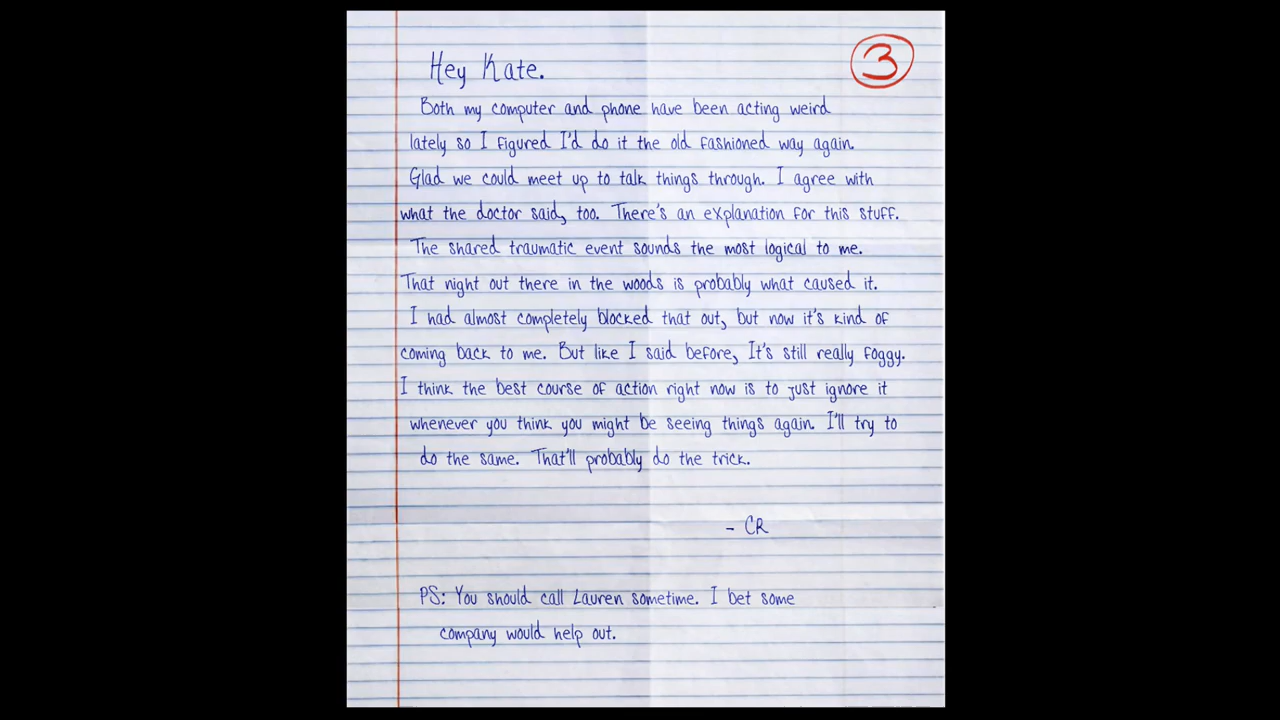 3
Hey Kate.
Both my computer and phone have been acting weird
lately so I figured I'd do it the old fashioned way again.
Glad we could meet up to talk things through. I agree with
what the doctor said, too. There's an explanation for this stuff.
The shared traumatic event sounds the most logical to me.
That night out there in the woods is probably what caused it.
I had almost completely blocked that out, but now it's kind of
coming back to me. But like I said before, It's still really foggy.
I think the best course of action right now is to just ignore it
whenever you think you might be seeing things again. I'll try to
do the same. That'll probably do the trick.
- CR
PS: You should call Lauren sometime. I bet some
company would help out.